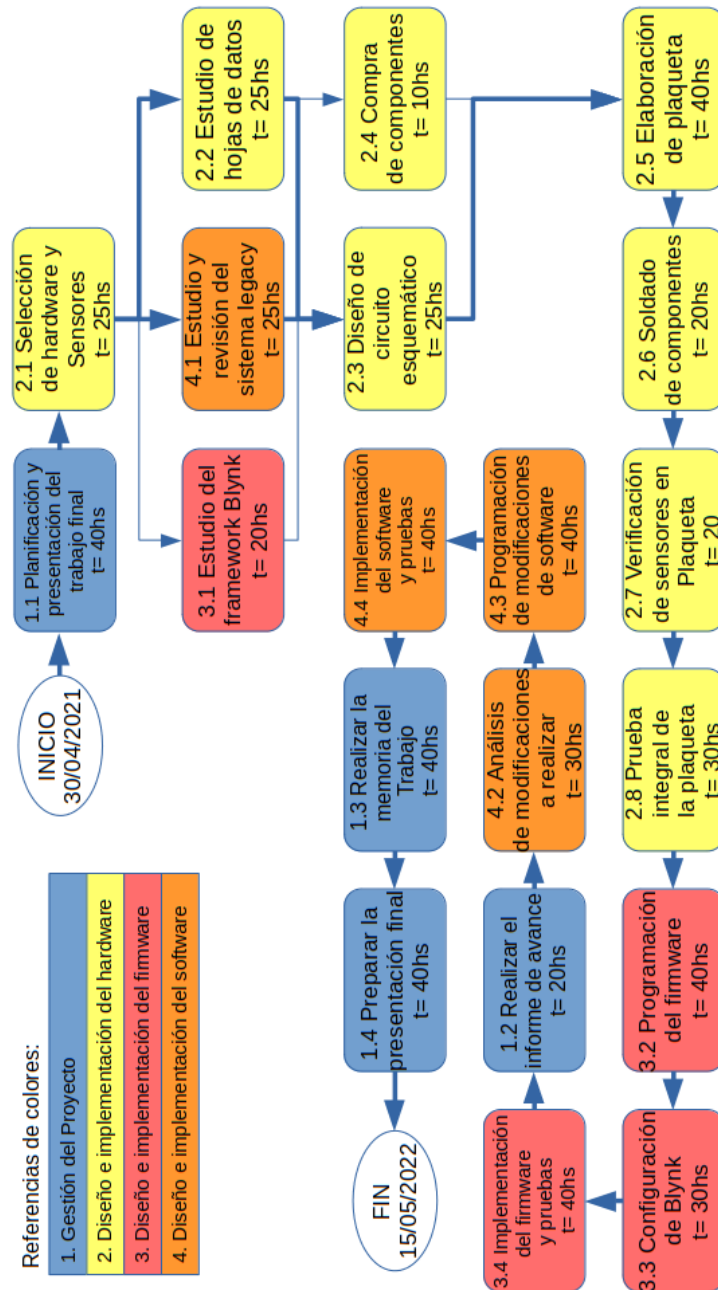 Referencias de colores:
1. Gestión del Proyecto
2. Diseño e implementación del hardware
3. Diseño e implementación del firmware
4. Diseño e implementación del software
INICIO
30/04/2021
1.1 Planificación y
presentación del
trabajo final
t= 40hs
2.1 Selección
de hardware y
Sensores
t= 25hs
3.1 Estudio del
framework Blynk
t= 20hs
4.1 Estudio y
revisión del
sistema legacy
t= 25hs
2.2 Estudio de
hojas de datos
t= 25hs
2.3 Diseño de
circuito
esquemático
t= 25hs
2.4 Compra
de componentes
t= 10hs
2.5 Elaboración
de plaqueta
t= 40hs
2.6 Soldado
de componentes
t= 20hs
2.7 Verificación
de sensores en
Plaqueta
t= 20
2.8 Prueba
integral de
la plaqueta
t= 30hs
3.2 Programación
del firmware
t= 40hs
3.3 Configuración
de Blynk
t= 30hs
3.4 Implementación
del firmware
y pruebas
t= 40hs
1.2 Realizar el
informe de avance
t= 20hs
4.2 Análisis
de modificaciones
a realizar
t= 30hs
4.3 Programación
de modificaciones
de software
t= 40hs
4.4 Implementación
del software
y pruebas
t= 40hs
1.3 Realizar la
memoria del
Trabajo
t= 40hs
1.4 Preparar la
presentación final
t= 40hs
FIN
15/05/2022